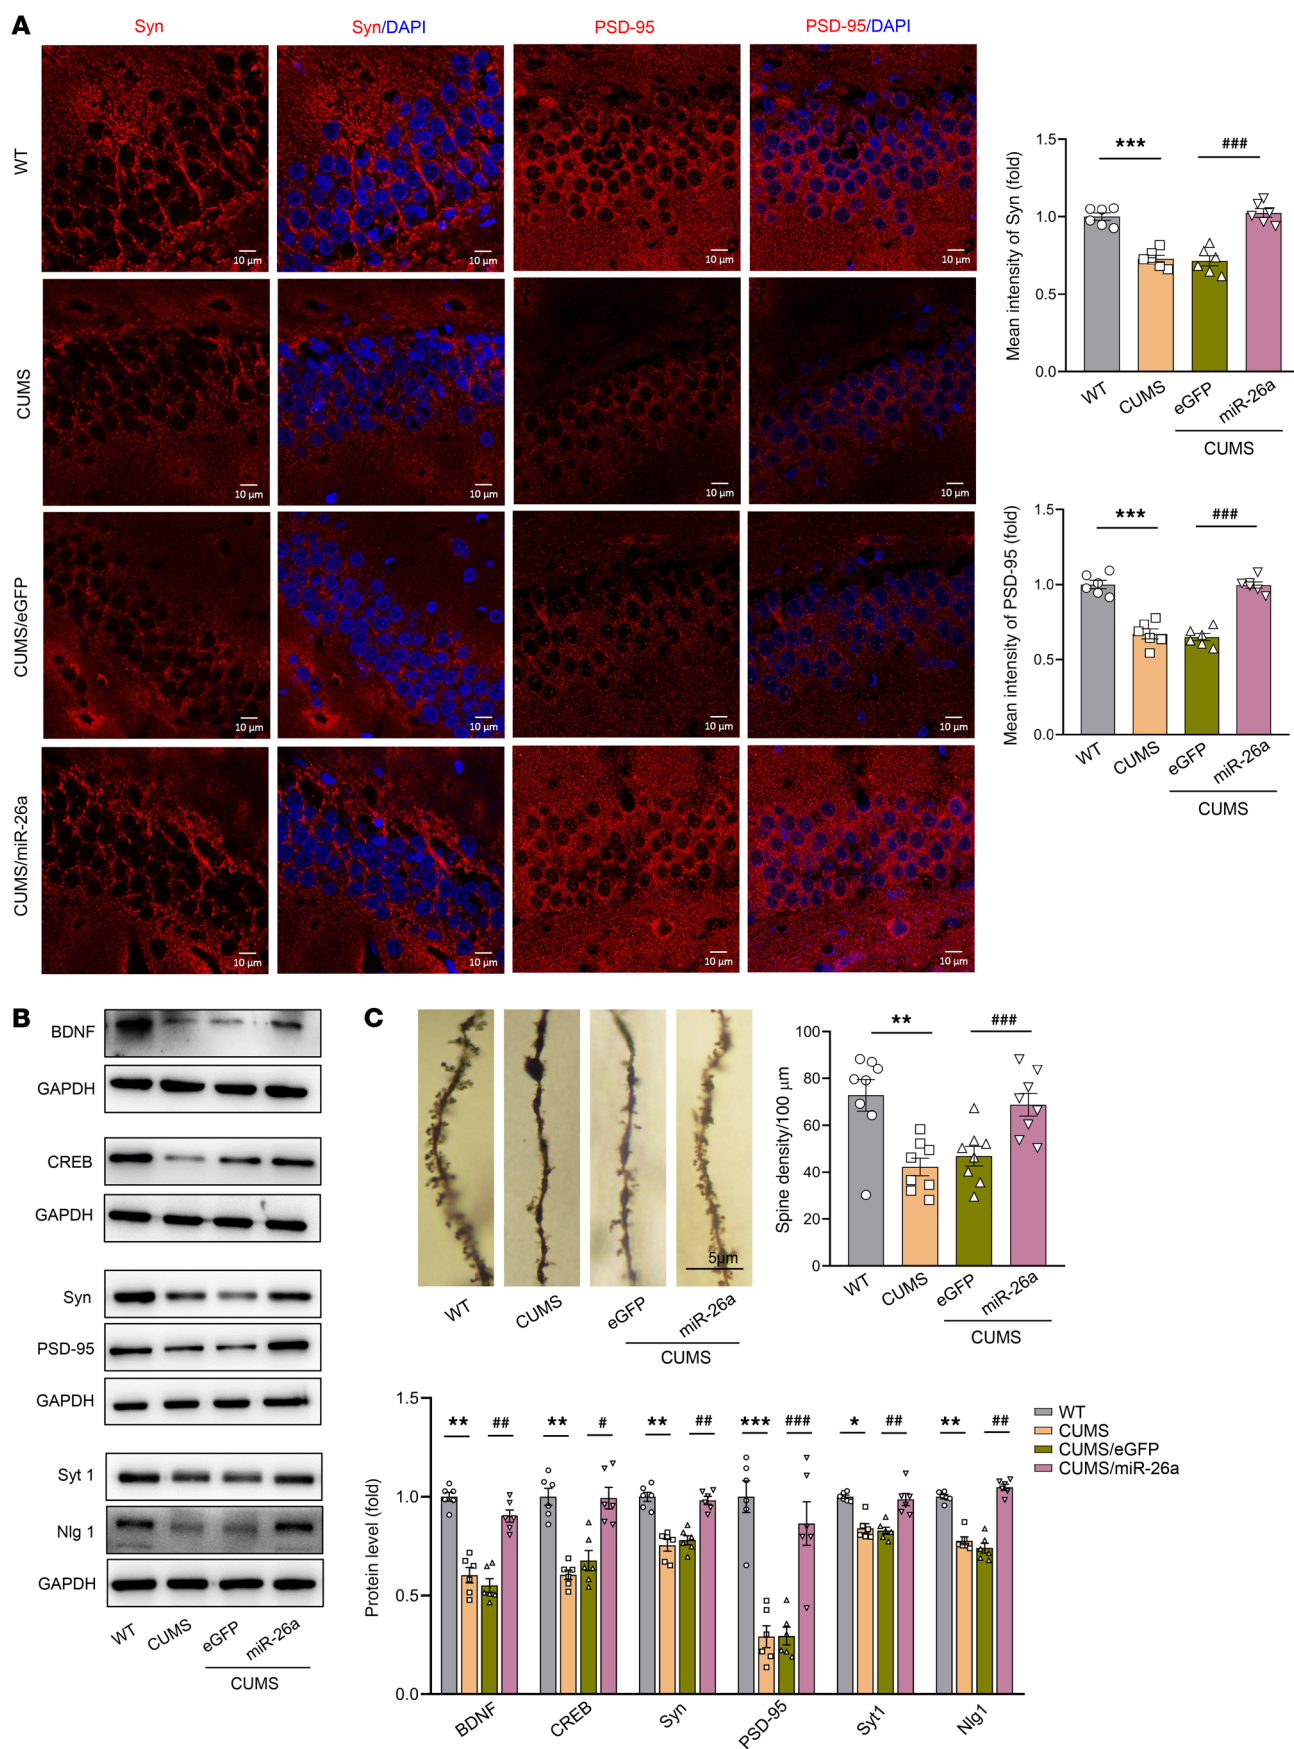 A
Syn
Syn/DAPI
PSD-95
PSD-95/DAPI
WT
10 µm
10 µm
10 µm
10 µm
CUMS
10 µm
10 µm
10 µm
10 µm
CUMS/eGFP
10 µm
10 µm
10 µm
10 µm
CUMS/miR-26a
10 µm
10 µm
10 µm
10 µm
Mean intensity of Syn (fold)
1.5
1.0
0.5
0.0
***
###
WT
CUMS
eGFP
miR-26a
CUMS
Mean intensity of PSD-95 (fold)
1.5
1.0
0.5
0.0
***
###
WT
CUMS
eGFP
miR-26a
CUMS
B
BDNF
GAPDH
CREB
GAPDH
Syn
PSD-95
GAPDH
Syt 1
Nlg 1
GAPDH
WT
CUMS
eGFP
miR-26a
CUMS
C
5µm
WT
CUMS
eGFP
miR-26a
CUMS
Spine density/100 µm
100
80
60
40
20
0
**
###
WT
CUMS
eGFP
miR-26a
CUMS
Protein level (fold)
1.5
1.0
0.5
0.0
** ##
** #
** ##
*** ###
* ##
** ##
BDNF
CREB
Syn
PSD-95
Syt1
Nlg1
WT
CUMS
CUMS/eGFP
CUMS/miR-26a